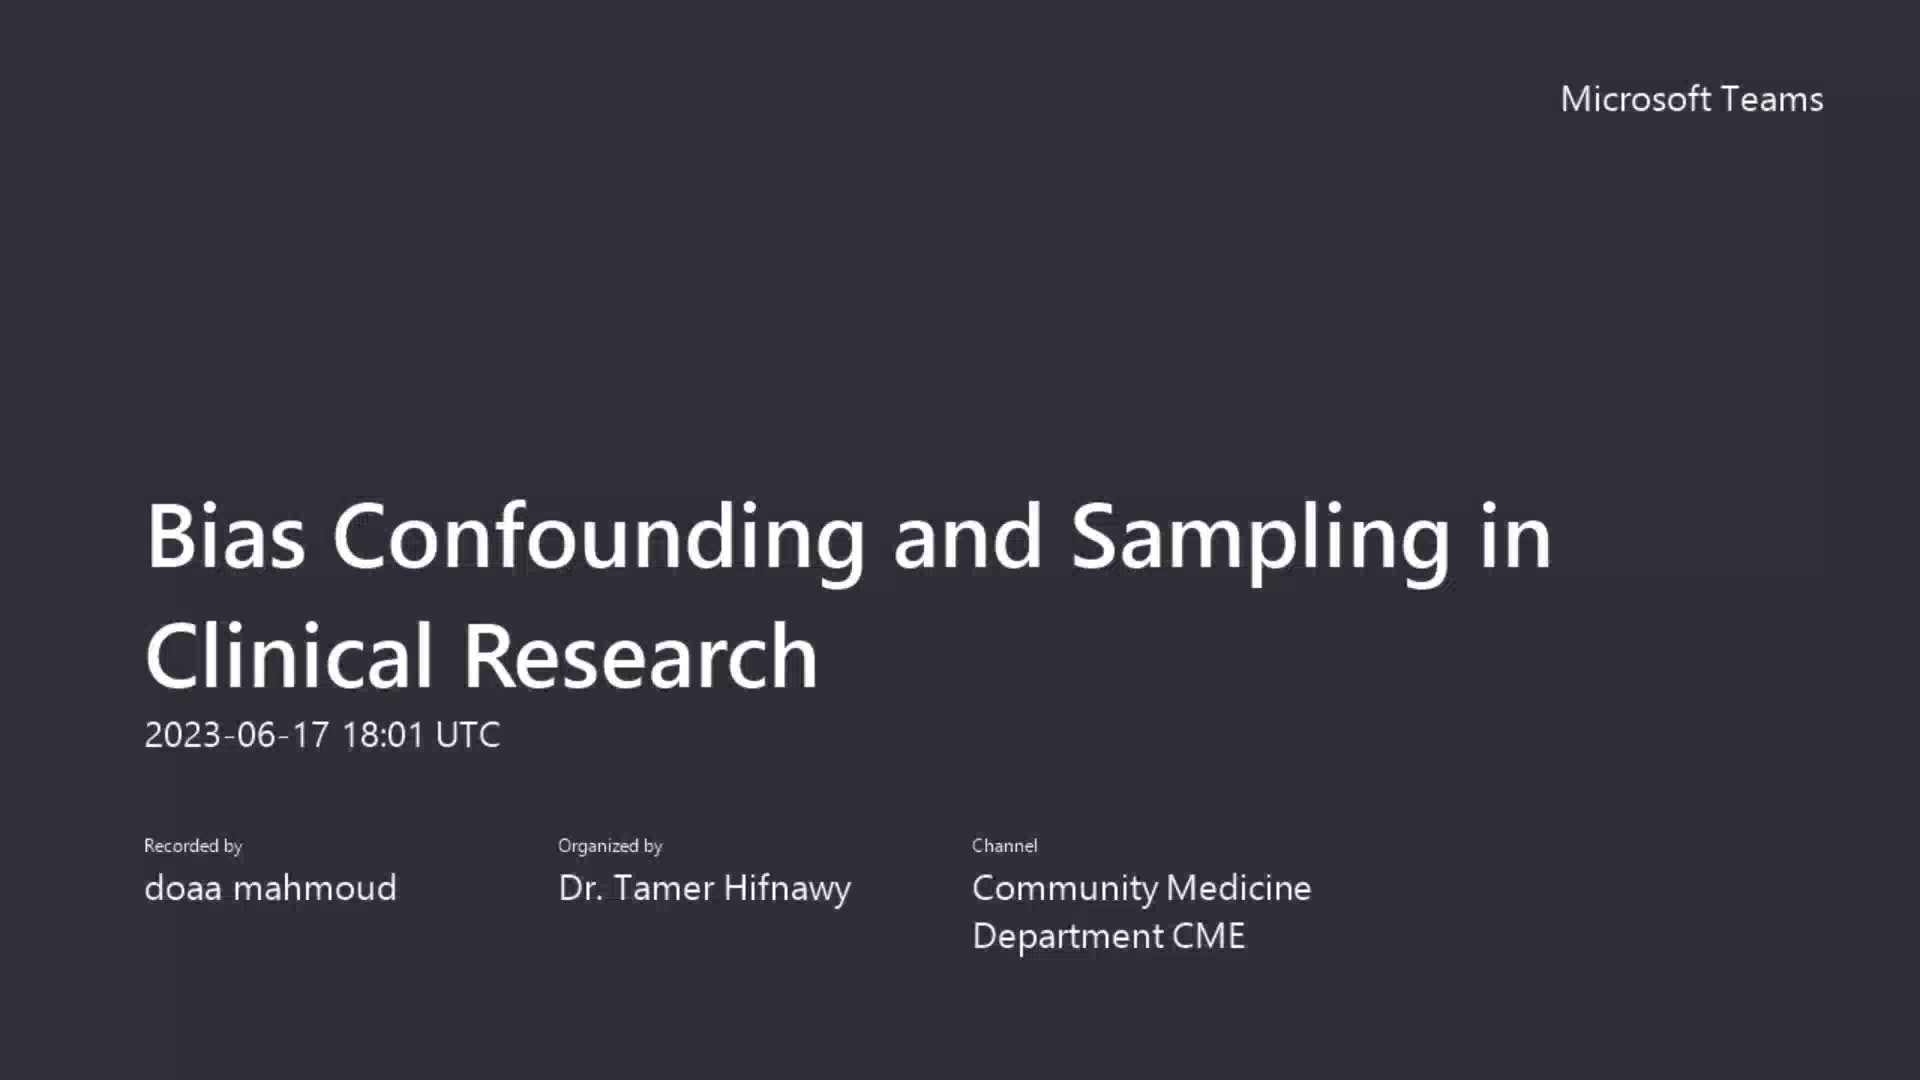 Microsoft Teams
Bias Confounding and Sampling in
Clinical Research
2023-06-17 18:01 UTC
Recorded by
doaa mahmoud
Organized by
Dr. Tamer Hifnawy
Channel
Community Medicine
Department CME